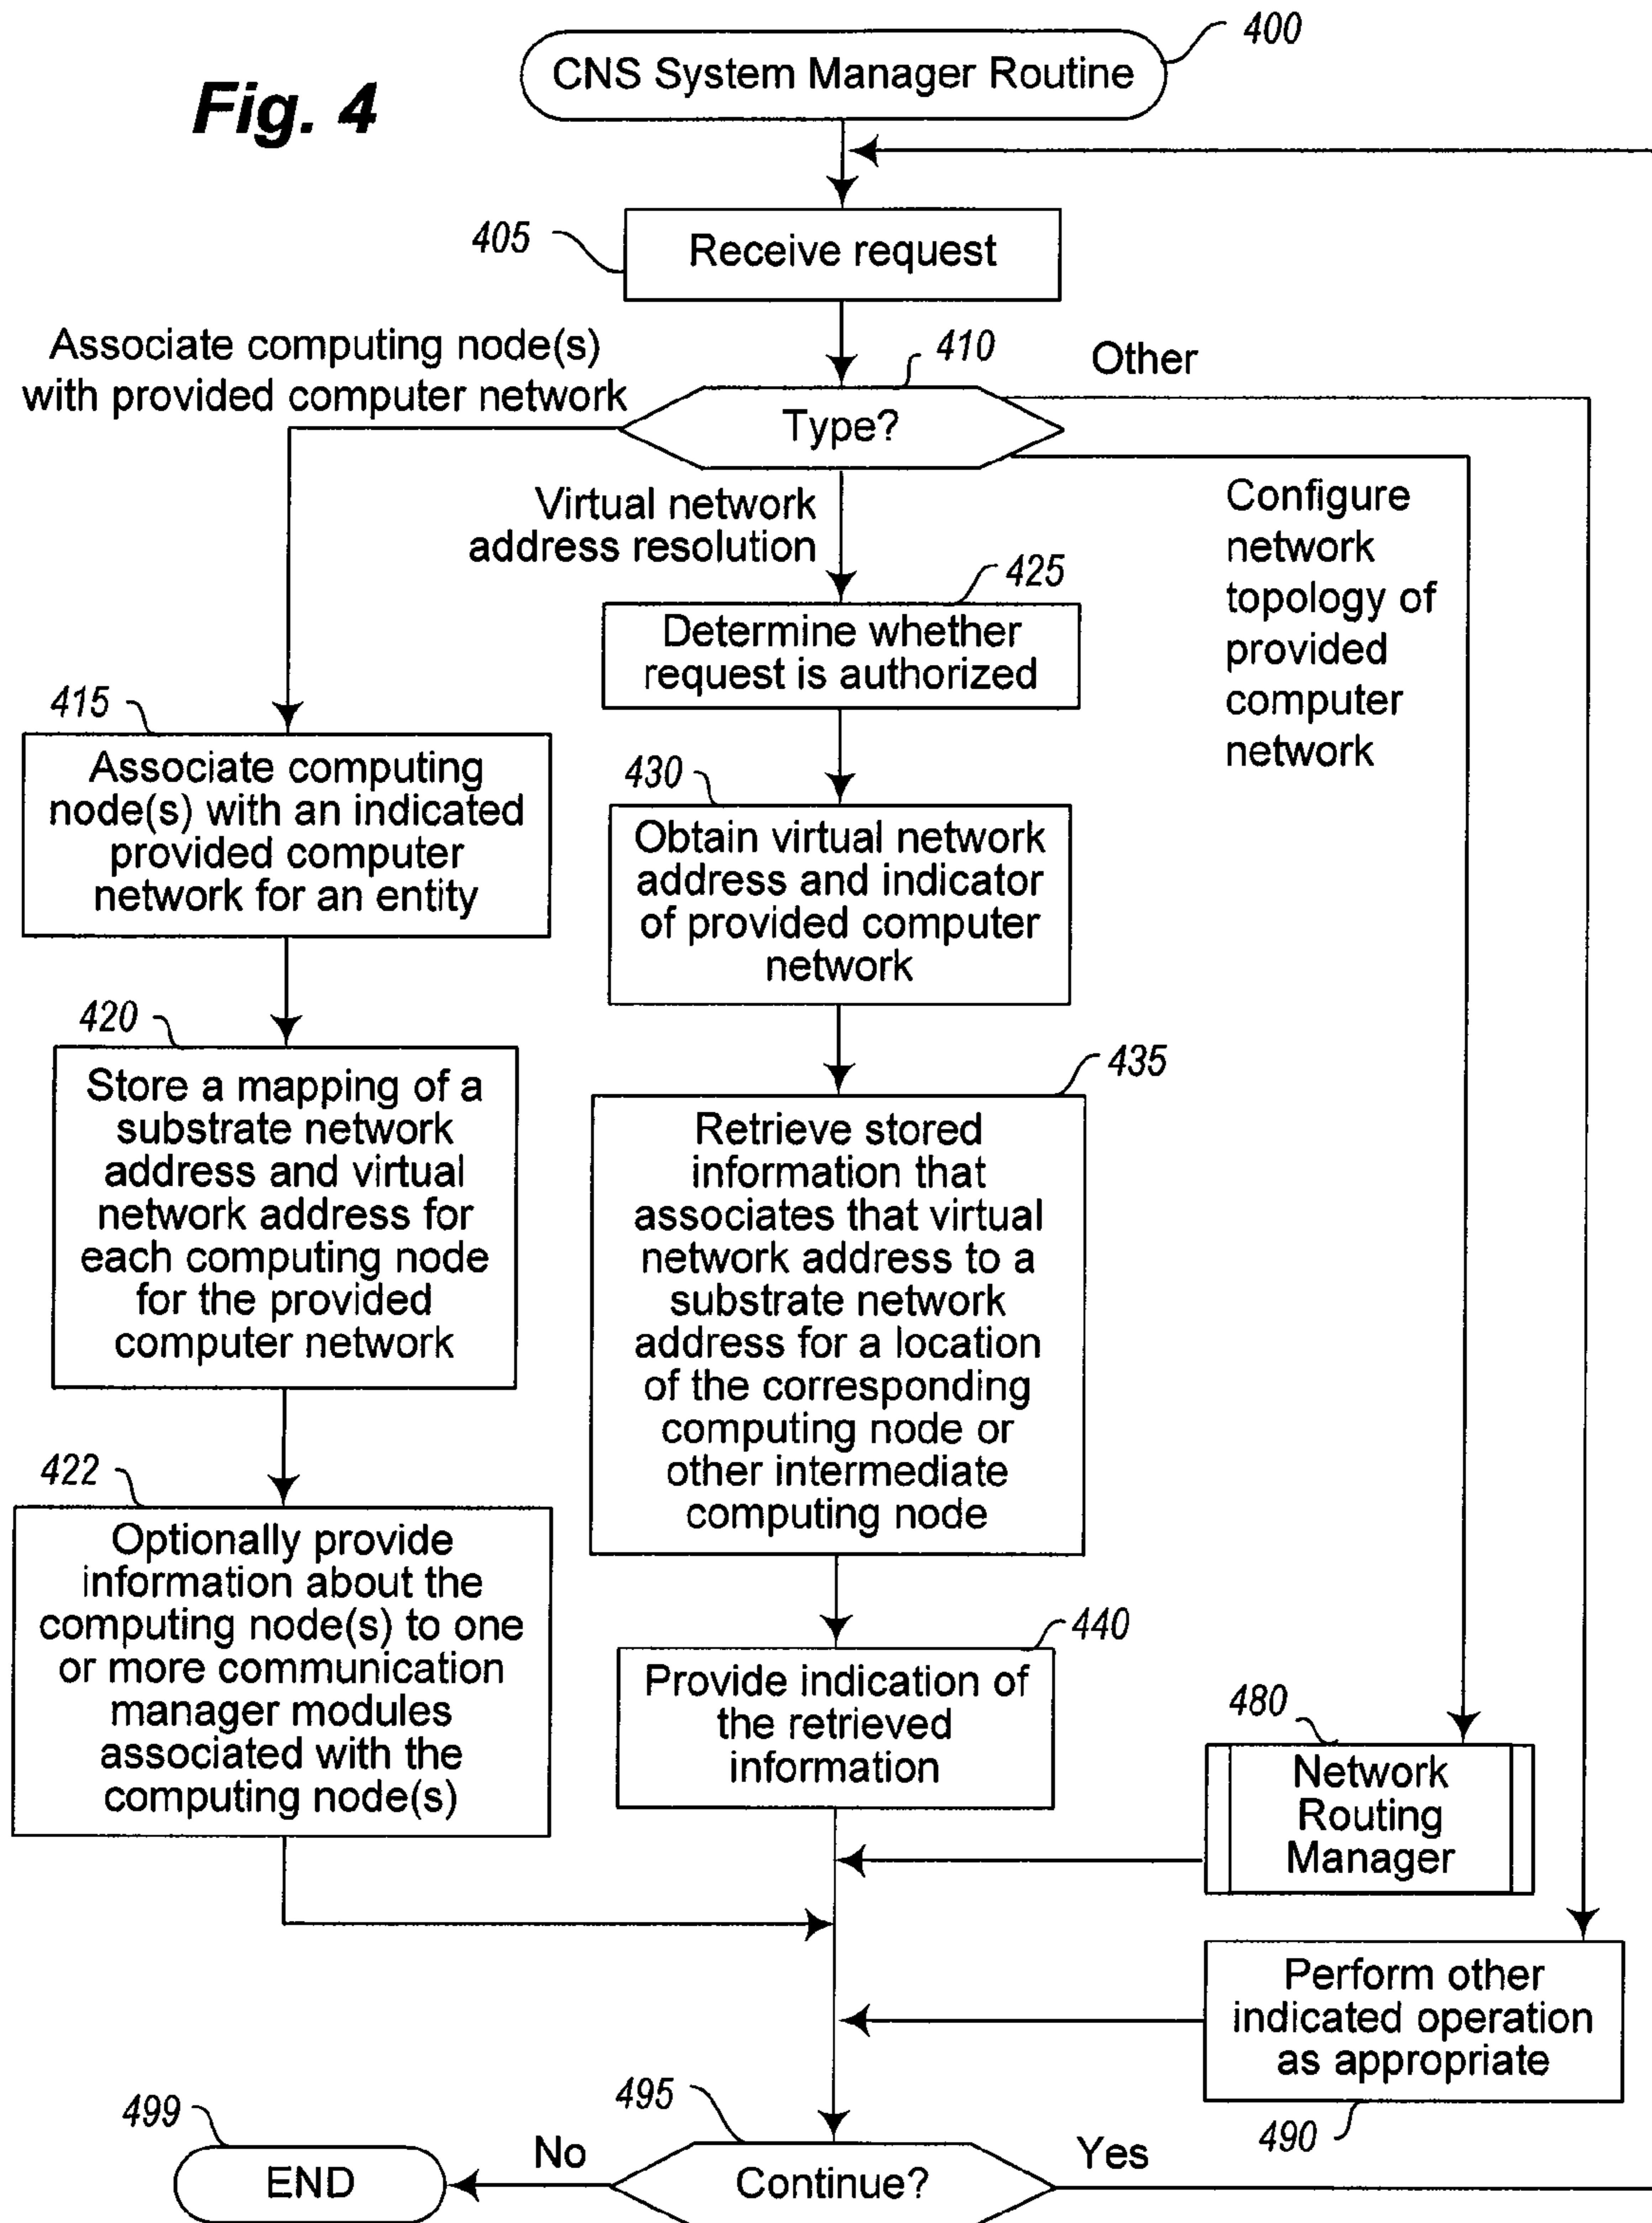 Fig. 4
400
CNS System Manager Routine
405
Receive request
Associate computing node(s)
with provided computer network
410
Other
Type?
Virtual network
address resolution
Configure
network
topology of
provided
computer
network
425
Determine whether
request is authorized
415
Associate computing
node(s) with an indicated
provided computer
network for an entity
430
Obtain virtual network
address and indicator
of provided computer
network
420
Store a mapping of a
substrate network
address and virtual
network address for
each computing node
for the provided
computer network
435
Retrieve stored
information that
associates that virtual
network address to a
substrate network
address for a location
of the corresponding
computing node or
other intermediate
computing node
422
Optionally provide
information about the
computing node(s) to one
or more communication
manager modules
associated with the
computing node(s)
440
Provide indication of
the retrieved
information
480
Network
Routing
Manager
Perform other
indicated operation
as appropriate
490
495
Continue?
Yes
No
499
END